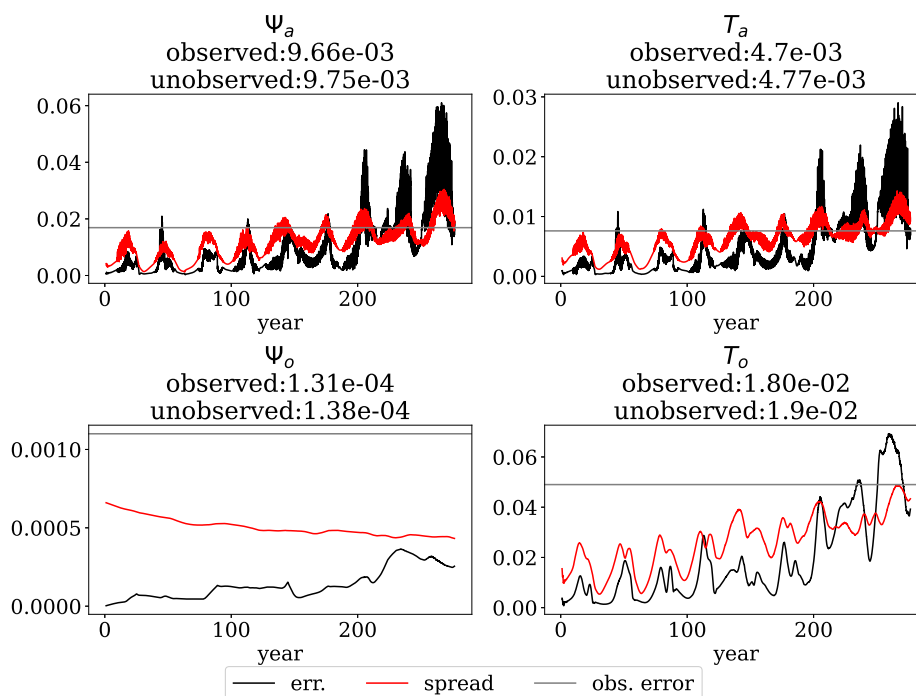 Ψₐ
observed:9.66e-03
unobserved:9.75e-03
0.06
0.04
0.02
0.00
0
100
200
year
Tₐ
observed:4.7e-03
unobserved:4.77e-03
0.03
0.02
0.01
0.00
0
100
200
year
Ψₒ
observed:1.31e-04
unobserved:1.38e-04
0.0010
0.0005
0.0000
0
100
200
year
Tₒ
observed:1.80e-02
unobserved:1.9e-02
0.06
0.04
0.02
0.00
0
100
200
year
err. spread obs. error